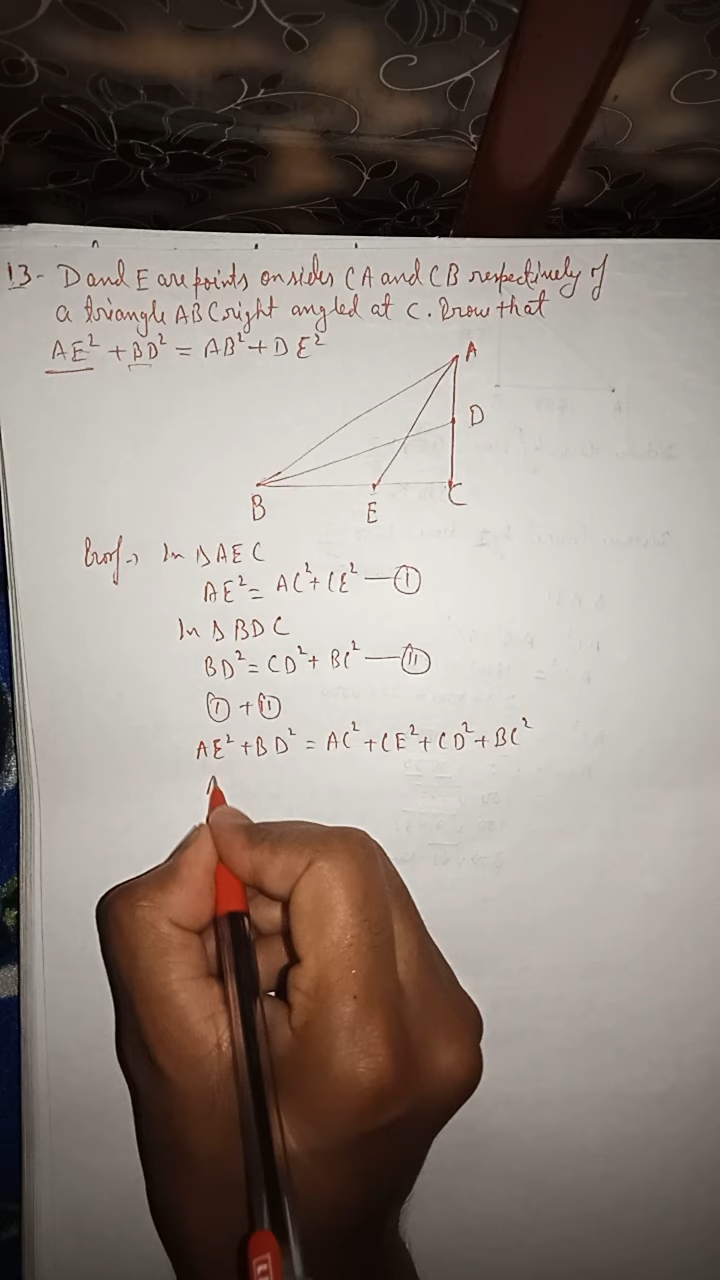 13- D and E are points on sides CA and CB respectively of
a triangle ABC right angled at C. Prove that
AE² + BD² = AB² + DE²
A
D
B
E
C
Proof→ In △AEC
AE² = AC² + CE² — Ⓘ
In △BDC
BD² = CD² + BC² — (II)
(I) + (II)
AE² + BD² = AC² + CE² + CD² + BC²